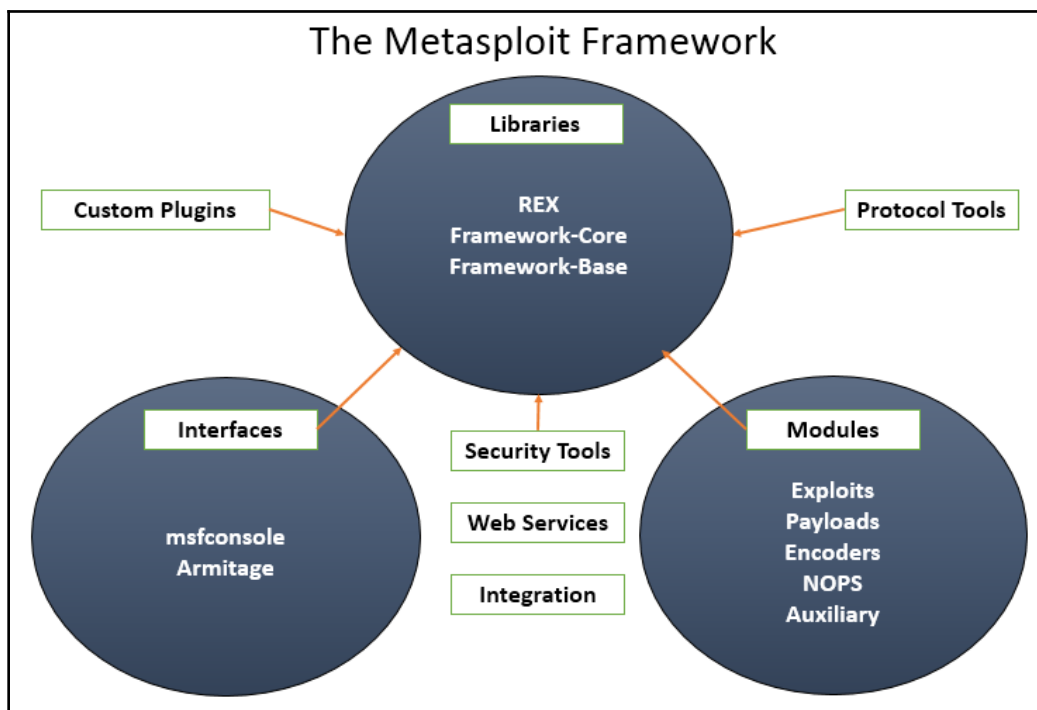 The Metasploit Framework
Libraries
Custom Plugins
REX
Framework-Core
Framework-Base
Protocol Tools
Interfaces
msfconsole
Armitage
Security Tools
Web Services
Integration
Modules
Exploits
Payloads
Encoders
NOPS
Auxiliary